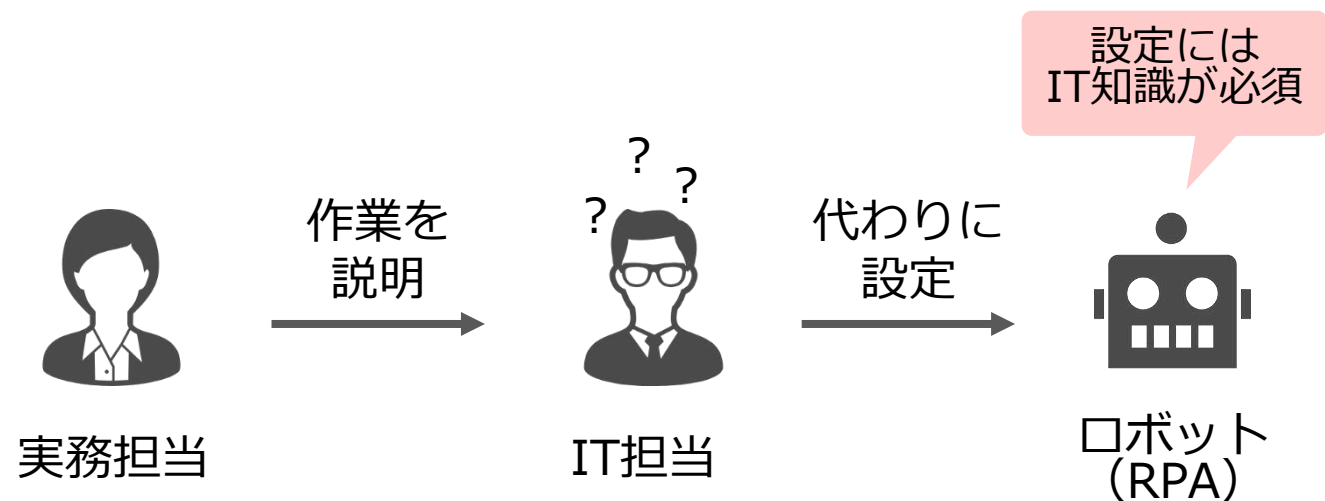 設定には
IT知識が必須
?
?
?
作業を
説明
代わりに
設定
実務担当
IT担当
ロボット
（RPA）